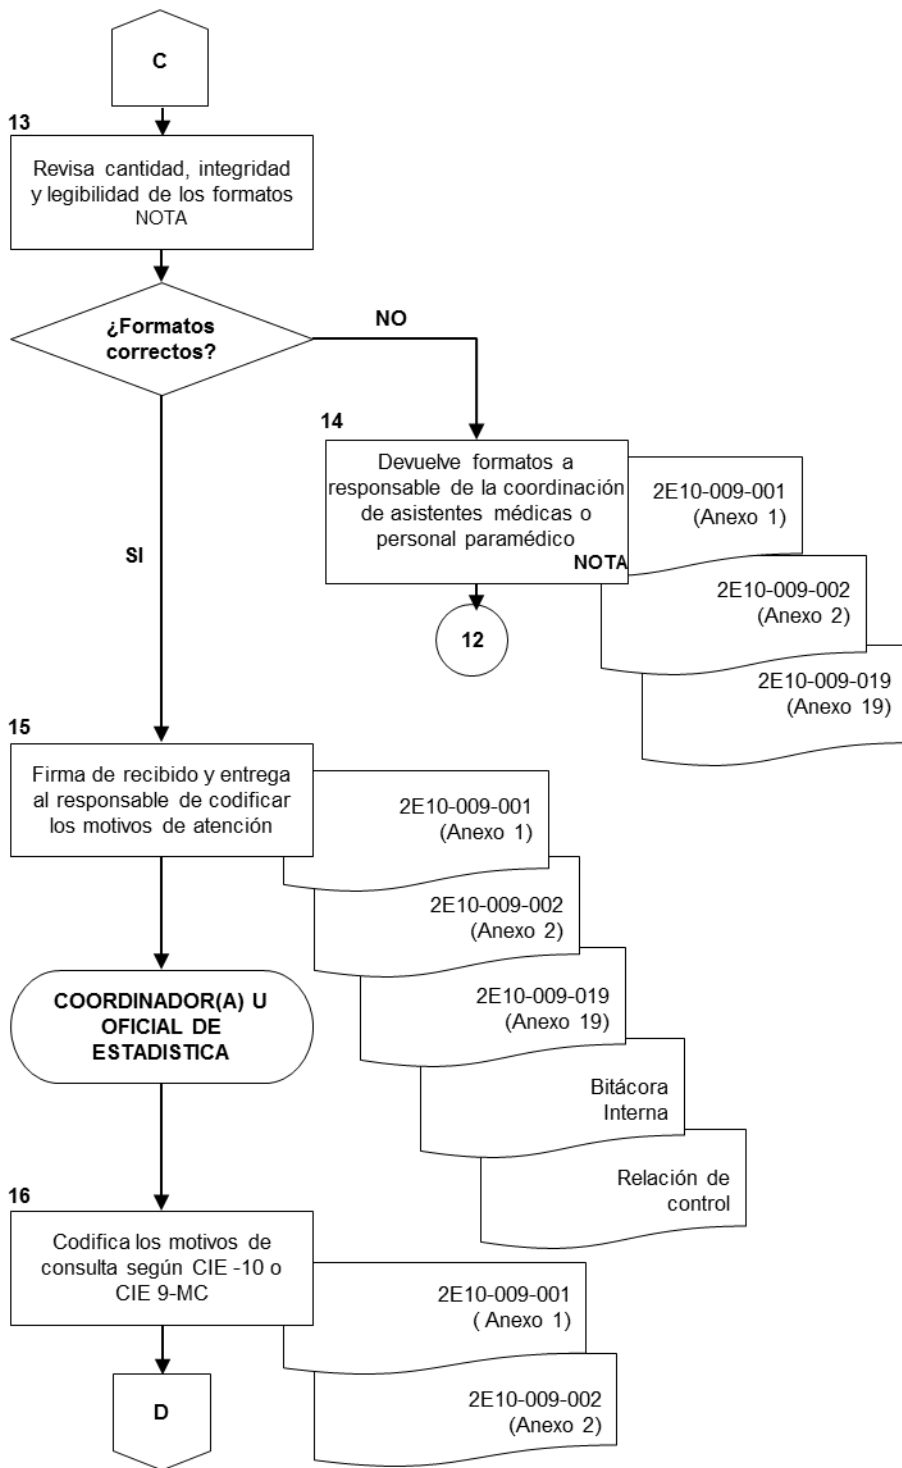 C
13
Revisa cantidad, integridad
y legibilidad de los formatos
NOTA
¿Formatos
correctos?
NO
SI
14
Devuelve formatos a
responsable de la coordinación
de asistentes médicas o
personal paramédico
NOTA
2E10-009-001
(Anexo 1)
2E10-009-002
(Anexo 2)
2E10-009-019
(Anexo 19)
12
15
Firma de recibido y entrega
al responsable de codificar
los motivos de atención
2E10-009-001
(Anexo 1)
2E10-009-002
(Anexo 2)
2E10-009-019
(Anexo 19)
Bitácora
Interna
Relación de
control
COORDINADOR(A) U
OFICIAL DE
ESTADISTICA
16
Codifica los motivos de
consulta según CIE -10 o
CIE 9-MC
2E10-009-001
( Anexo 1)
2E10-009-002
(Anexo 2)
D